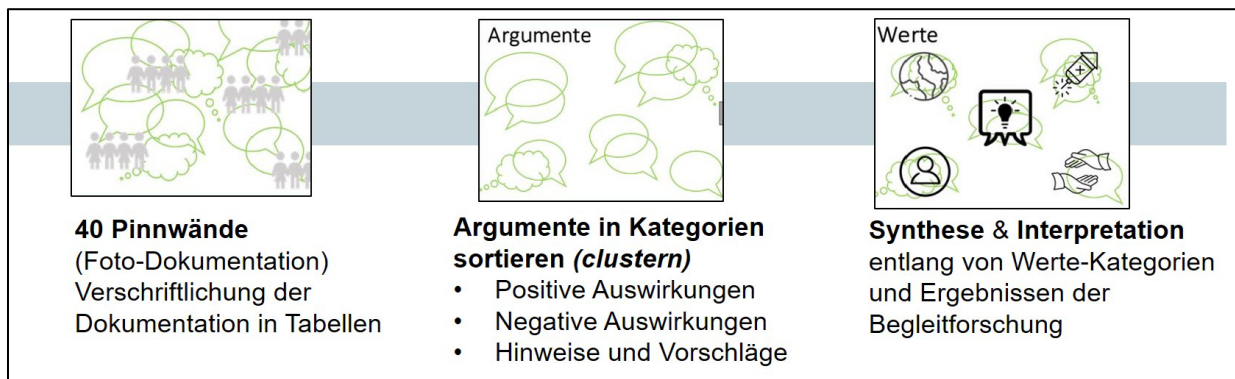 Argumente
Werte
40 Pinnwände
(Foto-Dokumentation)
Verschriftlichung der
Dokumentation in Tabellen
Argumente in Kategorien
sortieren (clustern)
• Positive Auswirkungen
• Negative Auswirkungen
• Hinweise und Vorschläge
Synthese & Interpretation
entlang von Werte-Kategorien
und Ergebnissen der
Begleitforschung